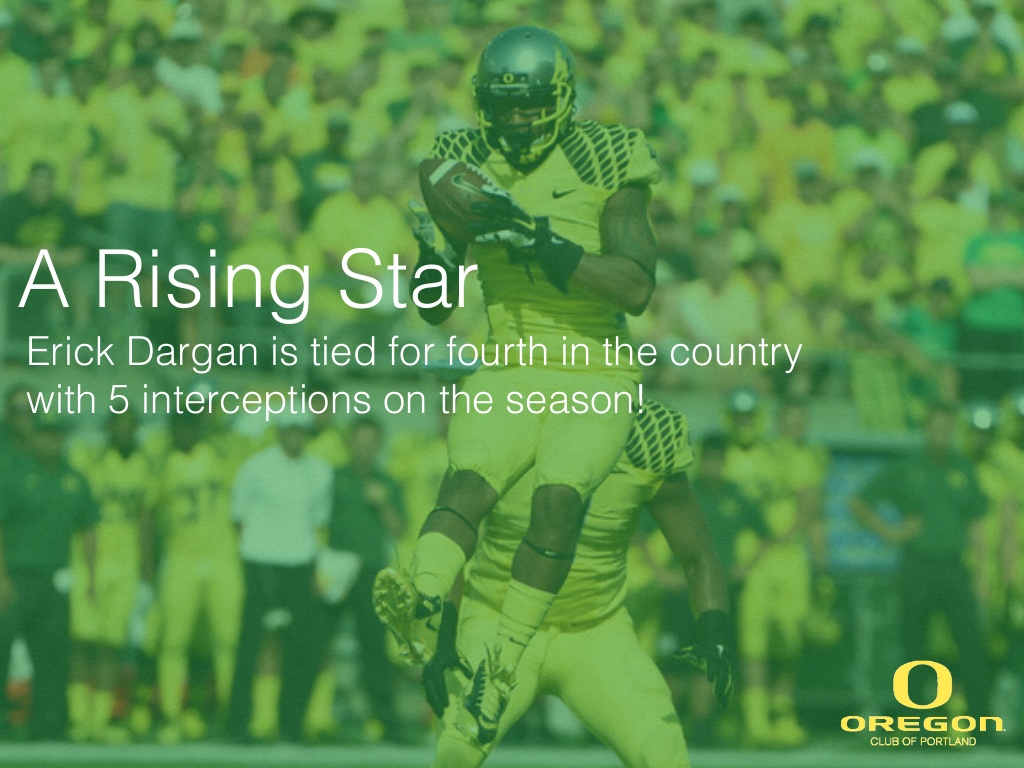 A Rising Star
Erick Dargan is tied for fourth in the country
with 5 interceptions on the season!
O
OREGON
CLUB OF PORTLAND